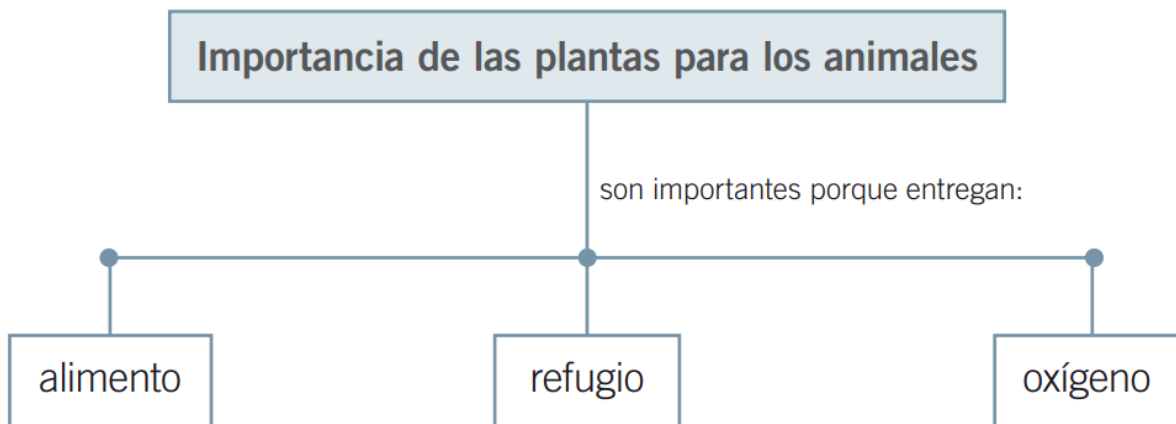 Importancia de las plantas para los animales
son importantes porque entregan:
alimento
refugio
oxígeno